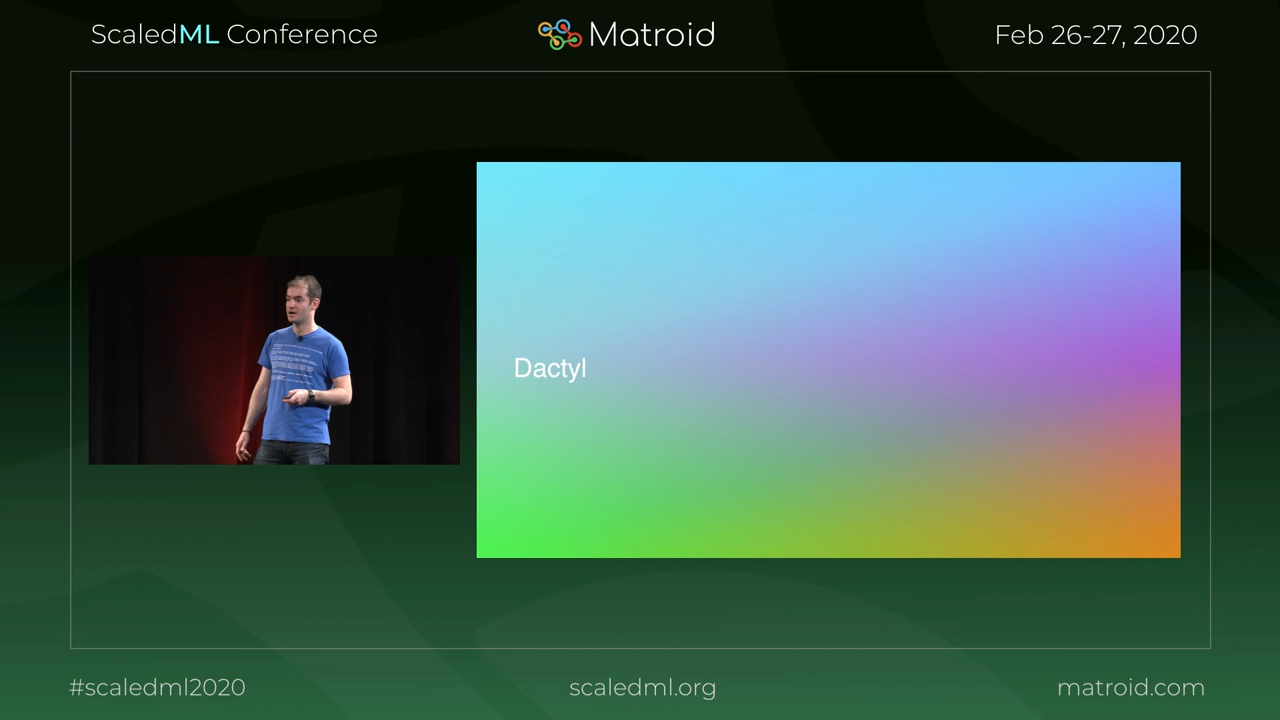 ScaledML Conference
Matroid
Feb 26-27, 2020
Dactyl
#scaledml2020
scaledml.org
matroid.com